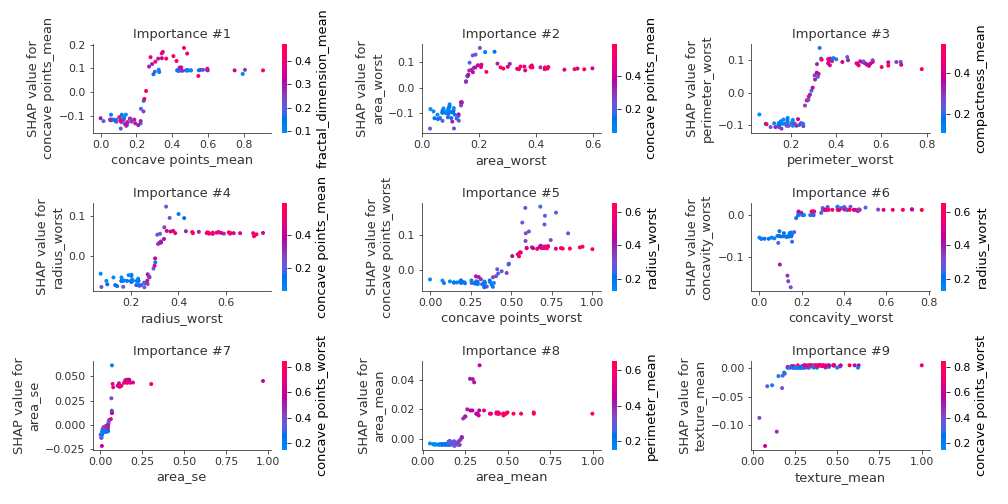 Importance #1
SHAP value for
concave points_mean
0.2
0.1
0.0
−0.1
0.0 0.2 0.4 0.6 0.8
concave points_mean
0.4
0.3
0.2
0.1
fractal_dimension_mean
Importance #2
SHAP value for
area_worst
0.1
0.0
−0.1
0.0 0.2 0.4 0.6
area_worst
0.4
0.2
concave points_mean
Importance #3
SHAP value for
perimeter_worst
0.1
0.0
−0.1
0.2 0.4 0.6 0.8
perimeter_worst
0.4
0.2
compactness_mean
Importance #4
SHAP value for
radius_worst
0.1
0.0
0.2 0.4 0.6
radius_worst
0.4
0.2
concave points_mean
Importance #5
SHAP value for
concave points_worst
0.1
0.0
0.00 0.25 0.50 0.75 1.00
concave points_worst
0.6
0.4
0.2
radius_worst
Importance #6
SHAP value for
concavity_worst
0.0
−0.1
0.0 0.2 0.4 0.6 0.8
concavity_worst
0.6
0.4
0.2
radius_worst
Importance #7
SHAP value for
area_se
0.050
0.025
0.000
−0.025
0.00 0.25 0.50 0.75 1.00
area_se
0.8
0.6
0.4
0.2
concave points_worst
Importance #8
SHAP value for
area_mean
0.04
0.02
0.00
0.00 0.25 0.50 0.75 1.00
area_mean
0.6
0.4
0.2
perimeter_mean
Importance #9
SHAP value for
texture_mean
0.00
−0.05
−0.10
0.00 0.25 0.50 0.75 1.00
texture_mean
0.8
0.6
0.4
0.2
concave points_worst